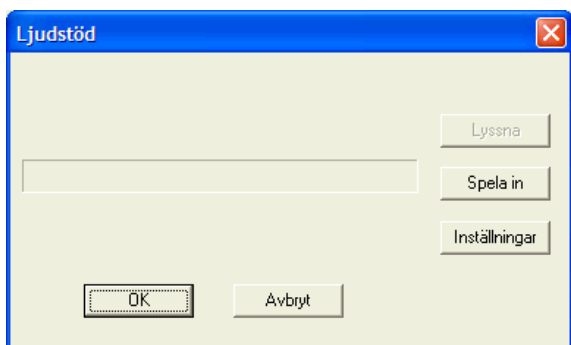 Ljudstöd
Lyssna
Spela in
Inställningar
OK
Avbryt